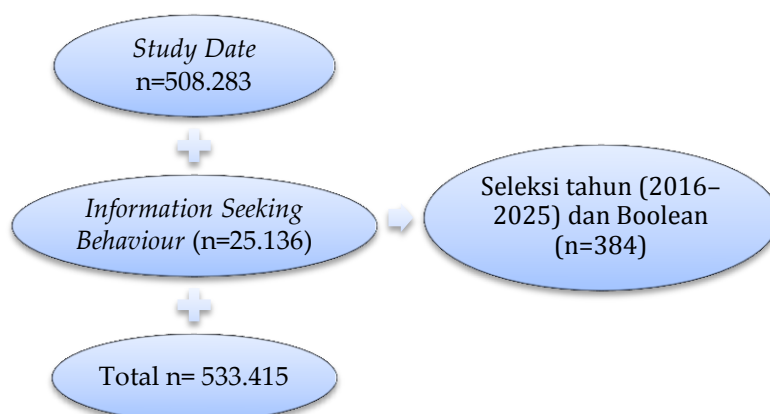 Study Date
n=508.283
Information Seeking
Behaviour (n=25.136)
Total n= 533.415
Seleksi tahun (2016–
2025) dan Boolean
(n=384)